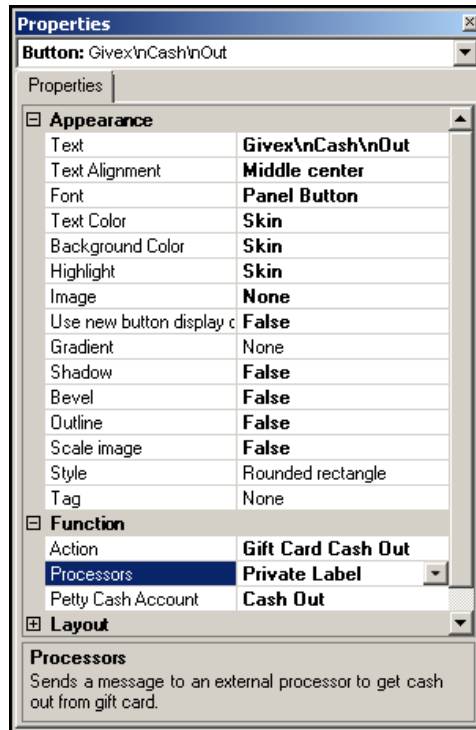 Properties
Button: Givex\nCash\nOut
Properties
Appearance
Text Givex\nCash\nOut
Text Alignment Middle center
Font Panel Button
Text Color Skin
Background Color Skin
Highlight Skin
Image None
Use new button display False
Gradient None
Shadow False
Bevel False
Outline False
Scale image False
Style Rounded rectangle
Tag None
Function
Action Gift Card Cash Out
Processors Private Label
Petty Cash Account Cash Out
Layout
Processors
Sends a message to an external processor to get cash
out from gift card.